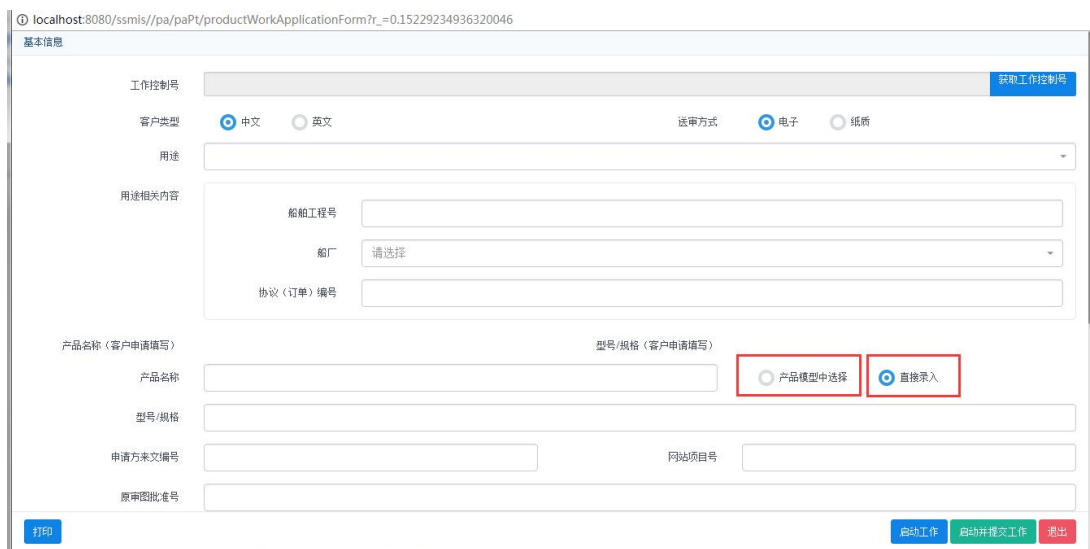 localhost:8080/ssmis//pa/paPt/productWorkApplicationForm?r_=0.15229234936320046
基本信息
工作控制号 获取工作控制号
客户类型 中文 英文 送审方式 电子 纸质
用途
用途相关内容
船舶工程号
船厂 请选择
协议（订单）编号
产品名称（客户申请填写） 型号/规格（客户申请填写）
产品名称 产品模型中选择 直接录入
型号/规格
申请方来文编号 网站项目号
原审图批准号
打印 启动工作 启动并提交工作 退出